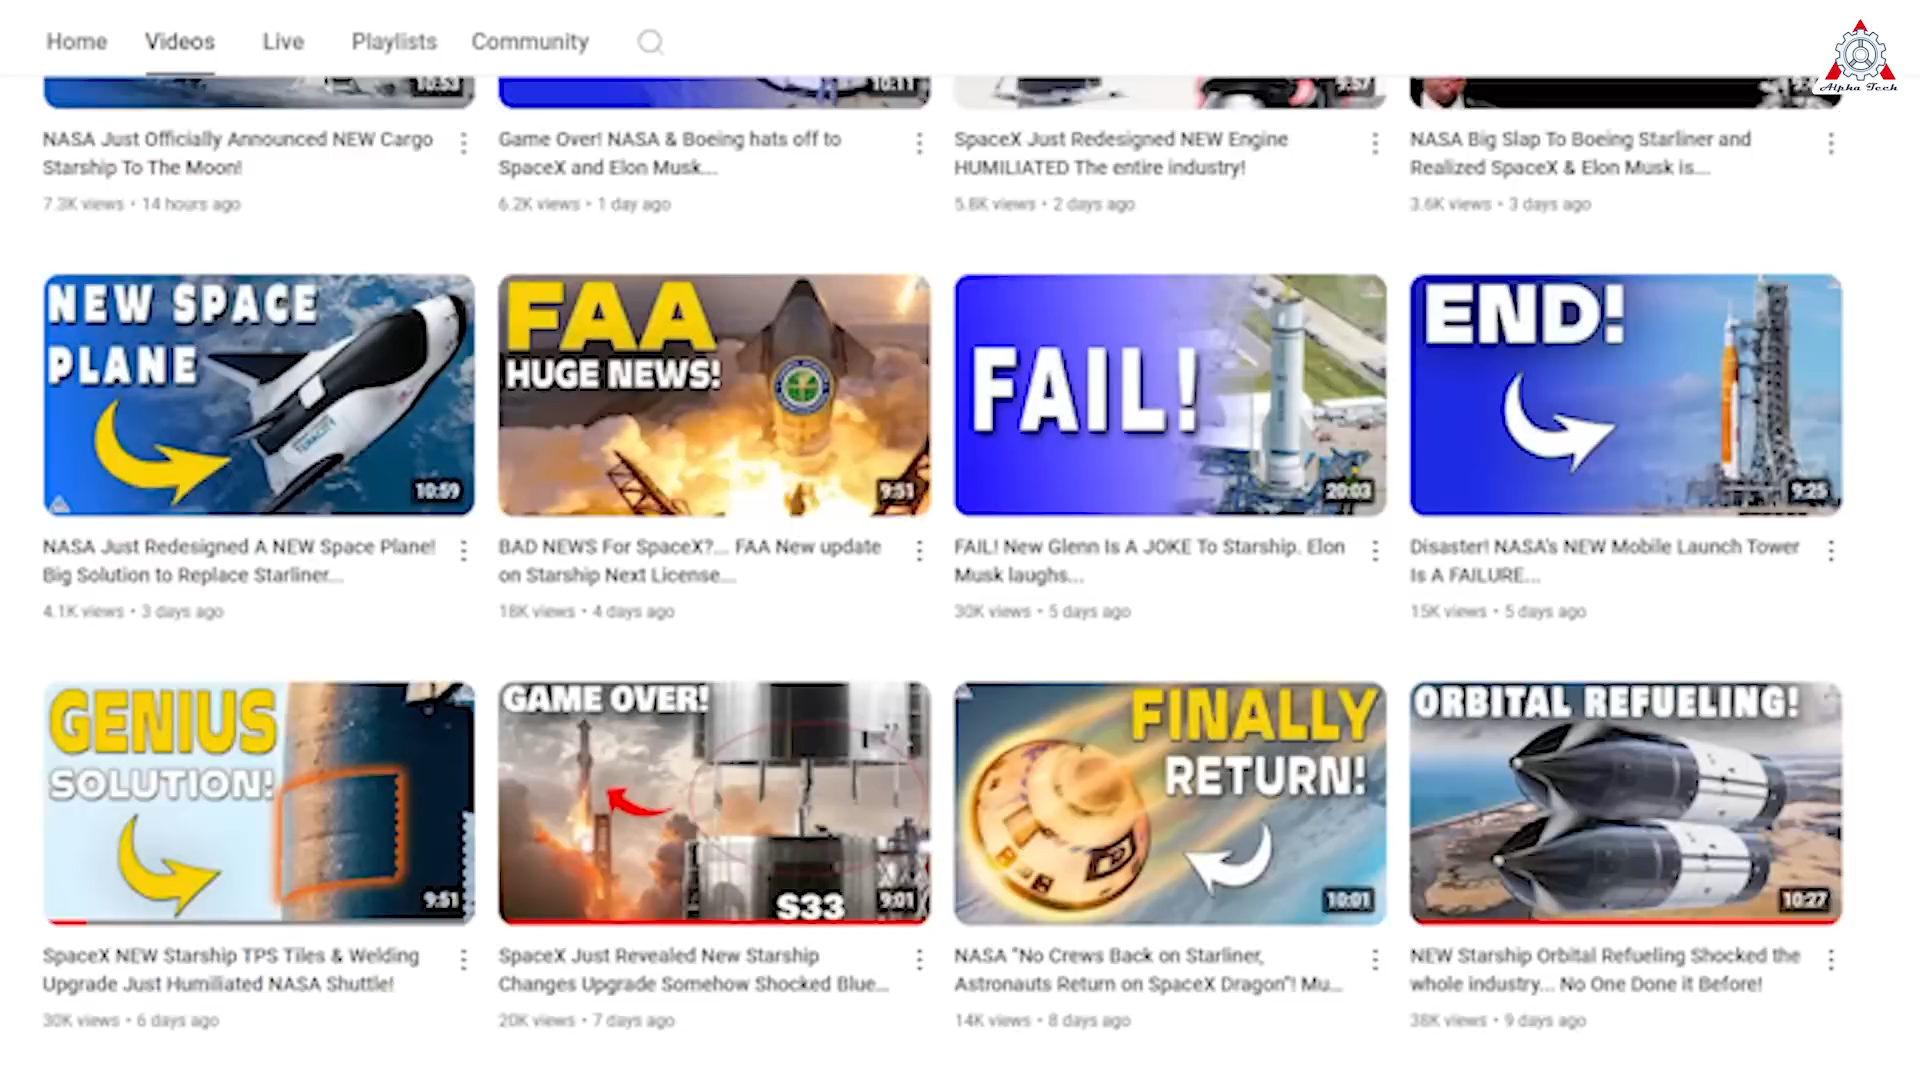 Home Videos Live Playlists Community
Alpha Tech
10:53
10:11
9:57
NASA Just Officially Announced NEW Cargo
Starship To The Moon!
7.3K views • 14 hours ago
Game Over! NASA & Boeing hats off to
SpaceX and Elon Musk...
6.2K views • 1 day ago
SpaceX Just Redesigned NEW Engine
HUMILIATED The entire industry!
5.8K views • 2 days ago
NASA Big Slap To Boeing Starliner and
Realized SpaceX & Elon Musk is...
3.6K views • 3 days ago
NEW SPACE
PLANE
10:59
NASA Just Redesigned A NEW Space Plane!
Big Solution to Replace Starliner...
4.1K views • 3 days ago
FAA
HUGE NEWS!
9:31
BAD NEWS For SpaceX?... FAA New update
on Starship Next License...
18K views • 4 days ago
FAIL!
20:03
FAIL! New Glenn Is A JOKE To Starship. Elon
Musk laughs...
30K views • 5 days ago
END!
9:25
Disaster! NASA's NEW Mobile Launch Tower
Is A FAILURE...
15K views • 5 days ago
GENIUS
SOLUTION!
9:51
SpaceX NEW Starship TPS Tiles & Welding
Upgrade Just Humiliated NASA Shuttle!
30K views • 6 days ago
GAME OVER!
S33
9:01
SpaceX Just Revealed New Starship
Changes Upgrade Somehow Shocked Blue...
20K views • 7 days ago
FINALLY
RETURN!
10:01
NASA "No Crews Back on Starliner,
Astronauts Return on SpaceX Dragon"! Mu...
14K views • 8 days ago
ORBITAL REFUELING!
10:27
NEW Starship Orbital Refueling Shocked the
whole industry... No One Done it Before!
38K views • 9 days ago